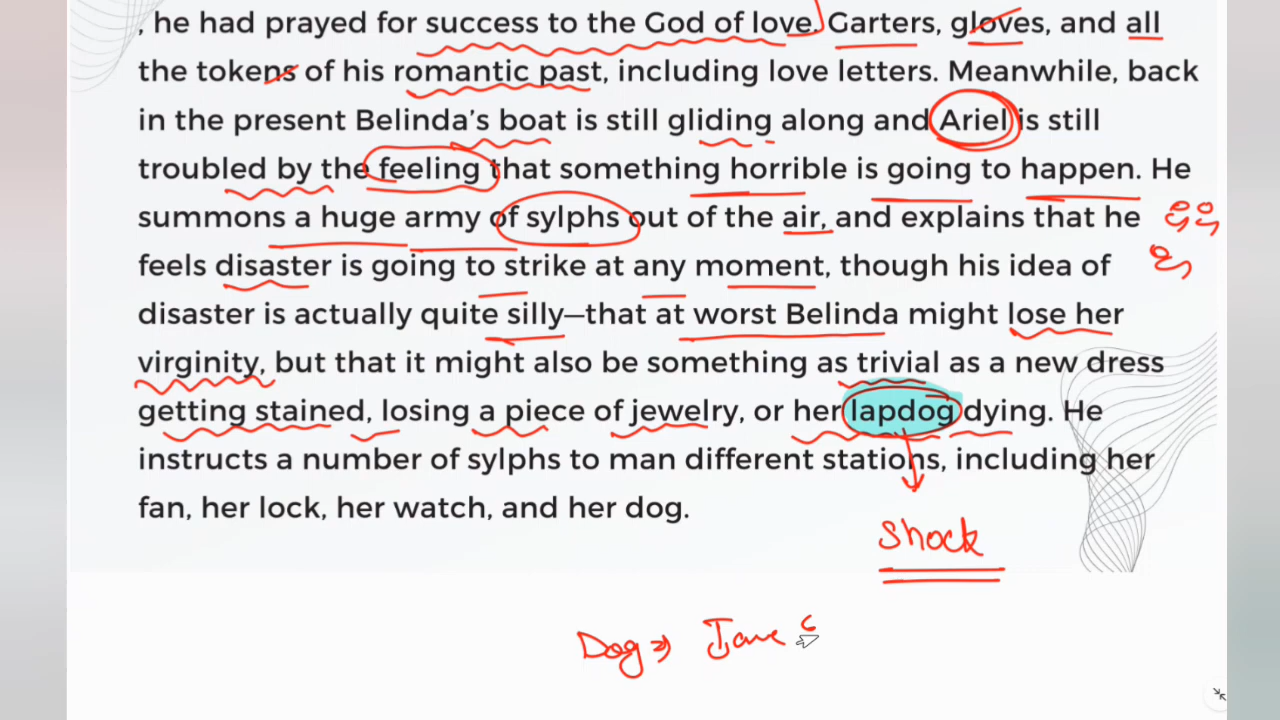 , he had prayed for success to the God of love. Garters, gloves, and all
the tokens of his romantic past, including love letters. Meanwhile, back
in the present Belinda's boat is still gliding along and Ariel is still
troubled by the feeling that something horrible is going to happen. He
summons a huge army of sylphs out of the air, and explains that he
feels disaster is going to strike at any moment, though his idea of
disaster is actually quite silly—that at worst Belinda might lose her
virginity, but that it might also be something as trivial as a new dress
getting stained, losing a piece of jewelry, or her lapdog dying. He
instructs a number of sylphs to man different stations, including her
fan, her lock, her watch, and her dog.
Shock
Dog ⇒ Jane